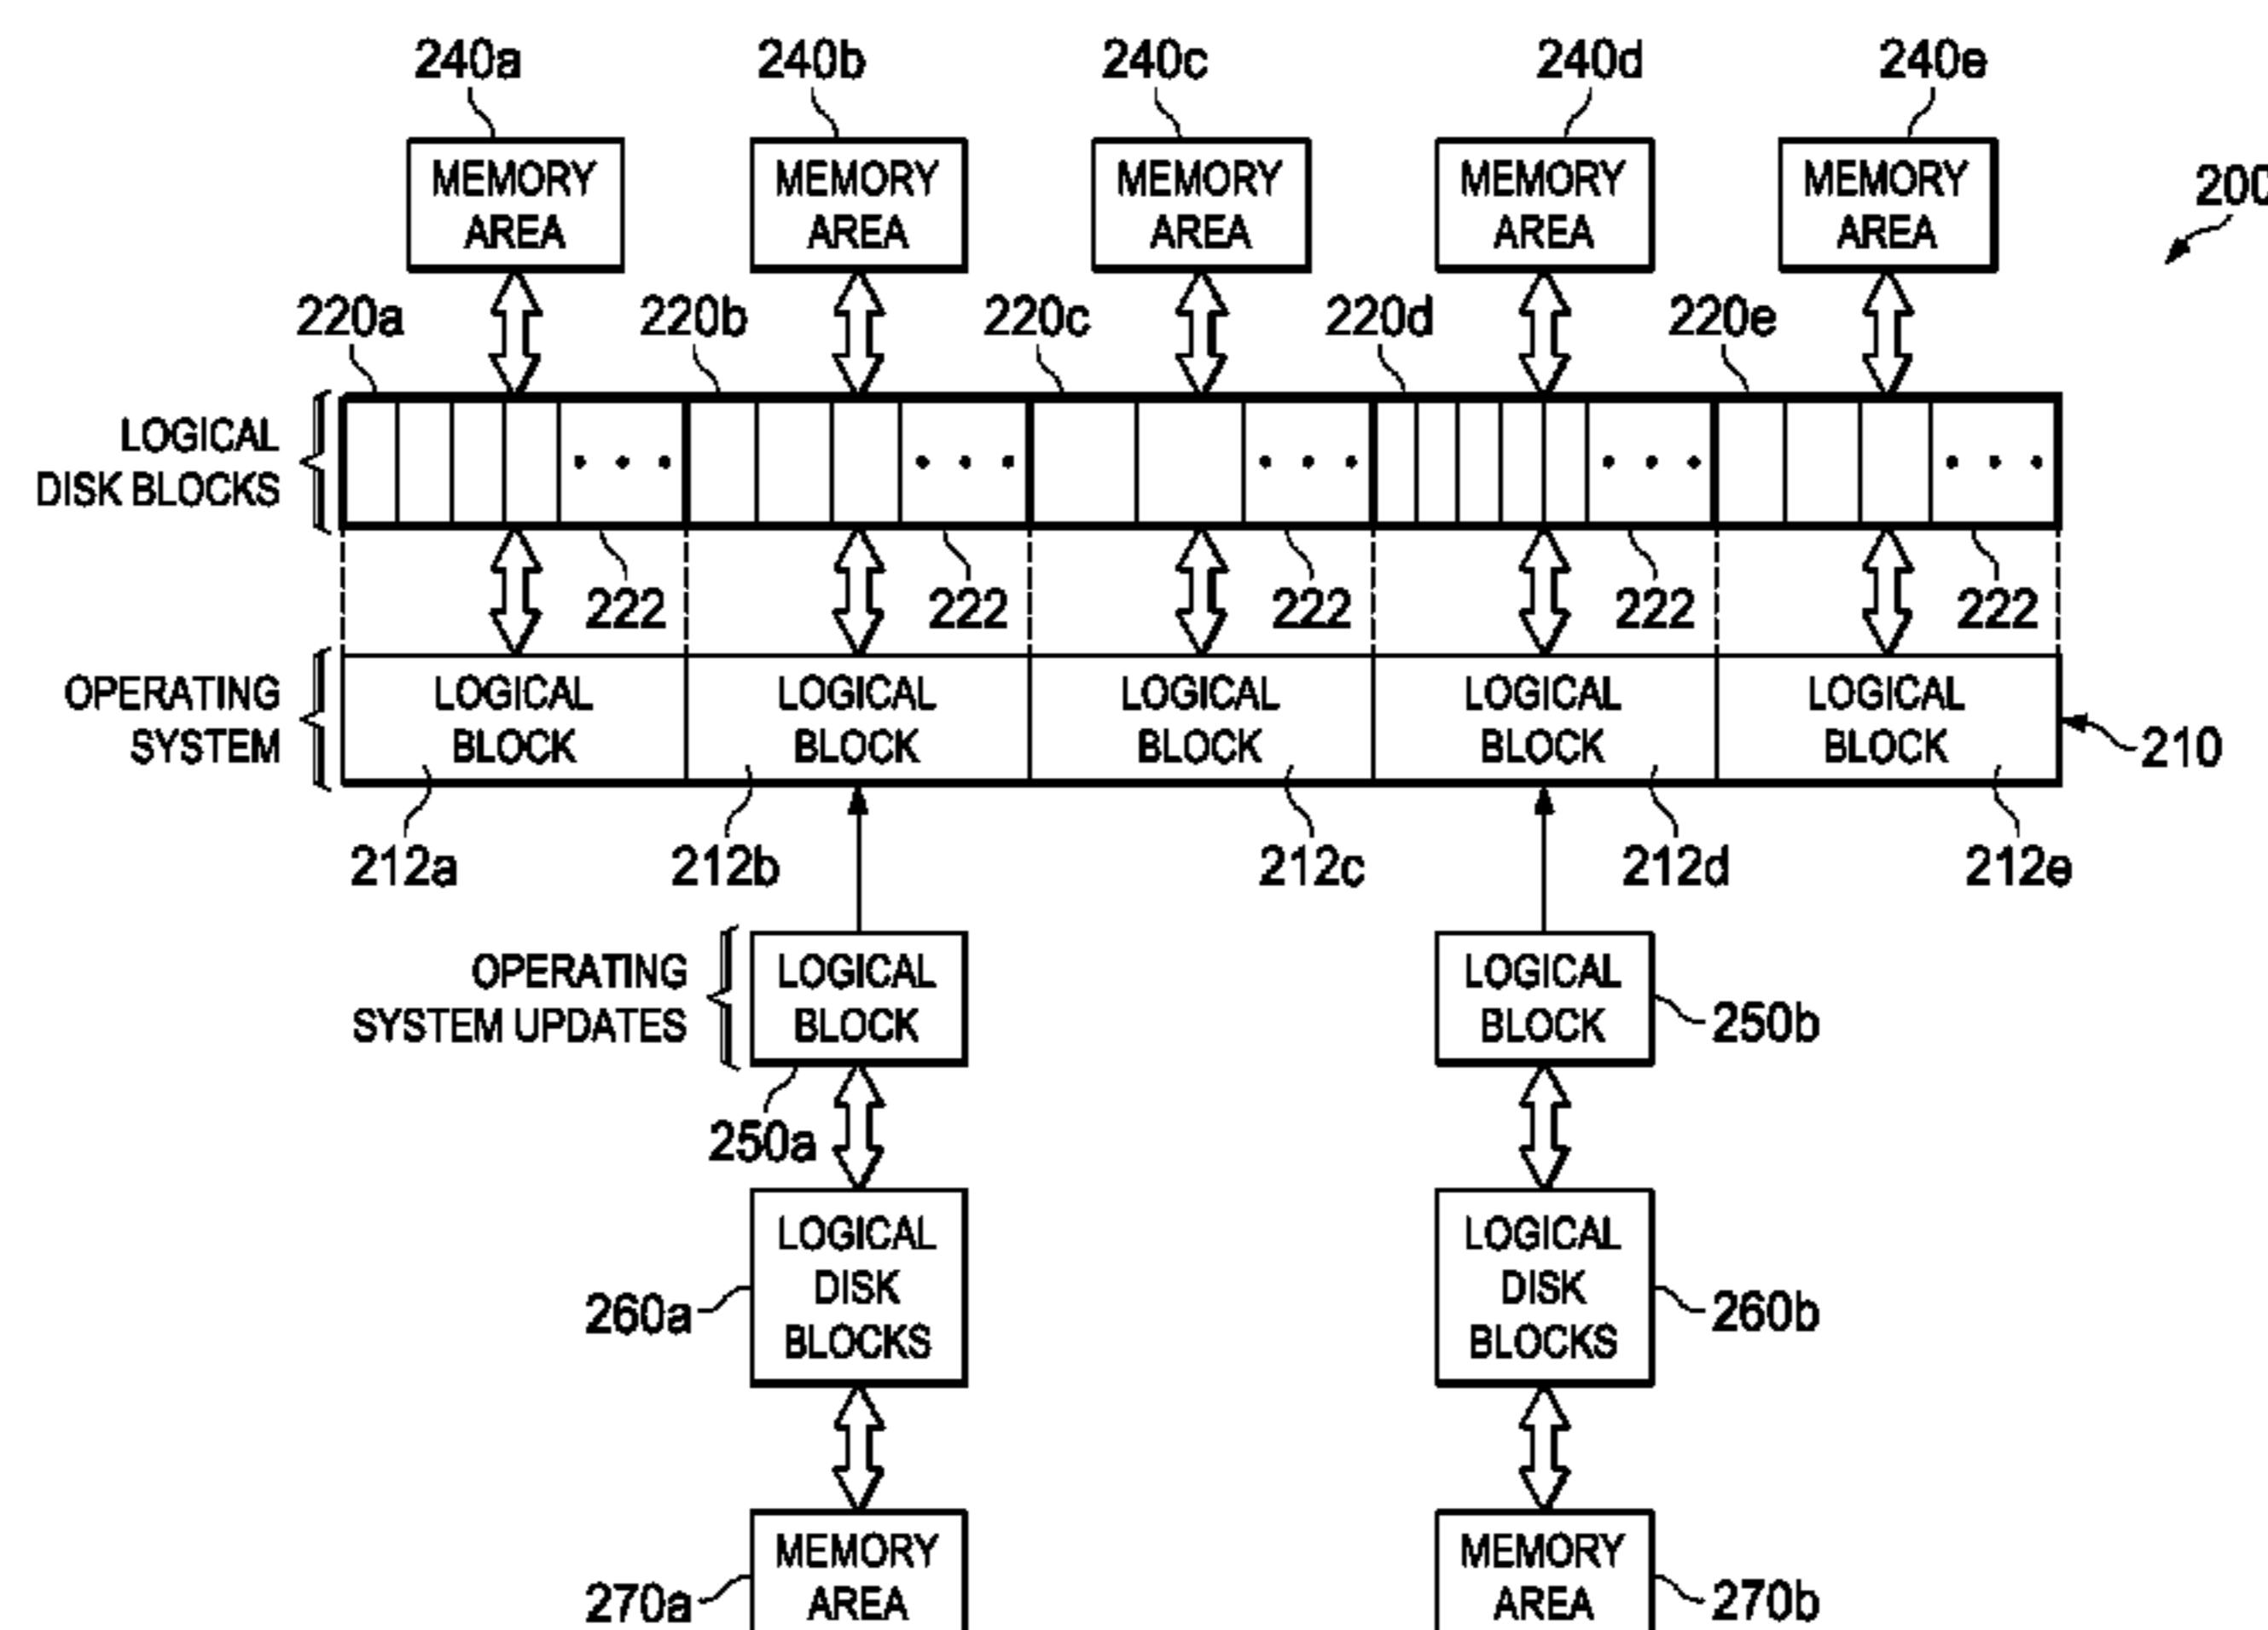 240a 240b 240c 240d 240e
MEMORY AREA MEMORY AREA MEMORY AREA MEMORY AREA MEMORY AREA
200
220a 220b 220c 220d 220e
LOGICAL
DISK BLOCKS
• • • • • • • • • • • • • • •
222 222 222 222 222
OPERATING
SYSTEM
LOGICAL BLOCK LOGICAL BLOCK LOGICAL BLOCK LOGICAL BLOCK LOGICAL BLOCK
210
212a 212b 212c 212d 212e
OPERATING
SYSTEM UPDATES
LOGICAL
BLOCK
250a
LOGICAL
BLOCK
250b
LOGICAL
DISK
BLOCKS
260a
LOGICAL
DISK
BLOCKS
260b
MEMORY
AREA
270a
MEMORY
AREA
270b